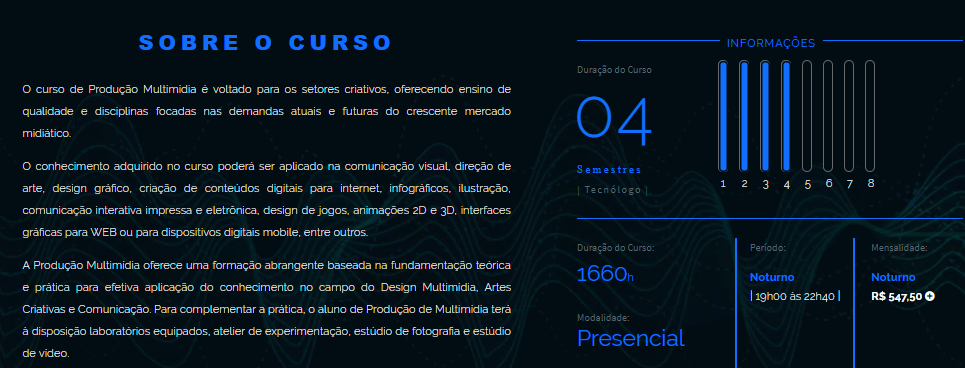 SOBRE O CURSO
O curso de Produção Multimidia é voltado para os setores criativos, oferecendo ensino de
qualidade e disciplinas focadas nas demandas atuais e futuras do crescente mercado
midiático.
O conhecimento adquirido no curso poderá ser aplicado na comunicação visual, direção de
arte, design gráfico, criação de conteúdos digitais para internet, infográficos, ilustração,
comunicação interativa impressa e eletrônica, design de jogos, animações 2D e 3D, interfaces
gráficas para WEB ou para dispositivos digitais mobile, entre outros.
A Produção Multimidia oferece uma formação abrangente baseada na fundamentação teórica
e prática para efetiva aplicação do conhecimento no campo do Design Multimidia, Artes
Criativas e Comunicação. Para complementar a prática, o aluno de Produção de Multimidia terá
à disposição laboratórios equipados, atelier de experimentação, estúdio de fotografia e estúdio
de video.
INFORMAÇÕES
Duração do Curso
04
Semestres
| Tecnólogo |
1 2 3 4 5 6 7 8
Duração do Curso:
1660h
Modalidade:
Presencial
Período:
Noturno
| 19h00 às 22h40 |
Mensalidade:
Noturno
R$ 547,50